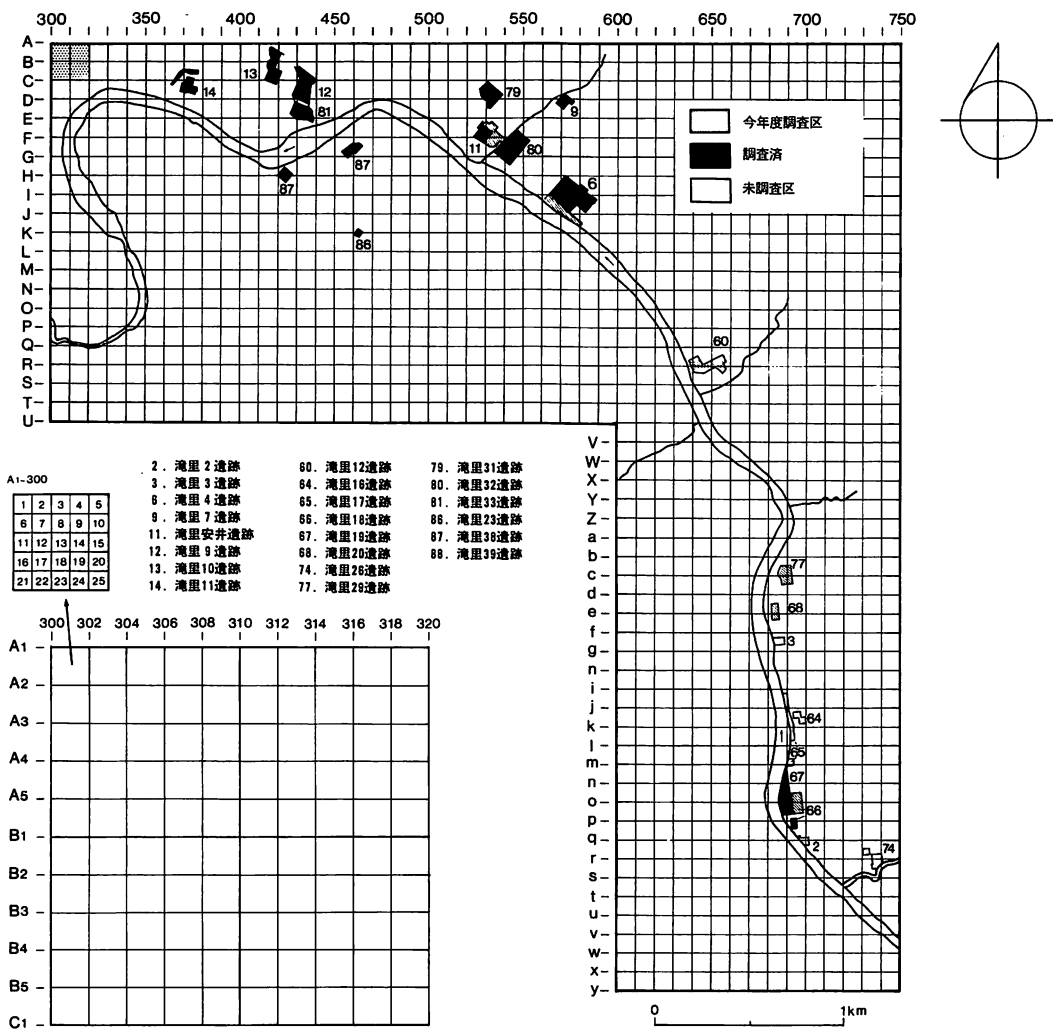 300 350 400 450 500 550 600 650 700 750
A
B
C
D
E
F
G
H
I
J
K
L
M
N
O
P
Q
R
S
T
U
14
13
12
81
87
87
86
79
9
11
80
6
60
今年度調査区
調査済
未調査区
V
W
X
Y
Z
a
b
c
d
e
f
g
n
i
j
k
l
m
n
o
p
q
r
s
t
u
v
w
x
y
77
68
3
64
65
67
66
2
74
0 1km
2. 滝里2遺跡
3. 滝里3遺跡
6. 滝里4遺跡
9. 滝里7遺跡
11. 滝里安井遺跡
12. 滝里9遺跡
13. 滝里10遺跡
14. 滝里11遺跡
60. 滝里12遺跡
64. 滝里16遺跡
65. 滝里17遺跡
66. 滝里18遺跡
67. 滝里19遺跡
68. 滝里20遺跡
74. 滝里26遺跡
77. 滝里29遺跡
79. 滝里31遺跡
80. 滝里32遺跡
81. 滝里33遺跡
86. 滝里23遺跡
87. 滝里38遺跡
88. 滝里39遺跡
A1-300
1 2 3 4 5
6 7 8 9 10
11 12 13 14 15
16 17 18 19 20
21 22 23 24 25
300 302 304 306 308 310 312 314 316 318 320
A1
A2
A3
A4
A5
B1
B2
B3
B4
B5
C1